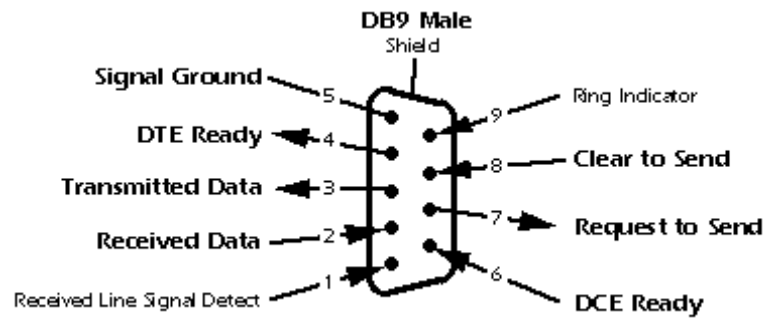 DB9 Male
Shield
Signal Ground
5
9
Ring Indicator
DTE Ready
4
8
Clear to Send
Transmitted Data
3
7
Request to Send
Received Data
2
6
DCE Ready
Received Line Signal Detect
1